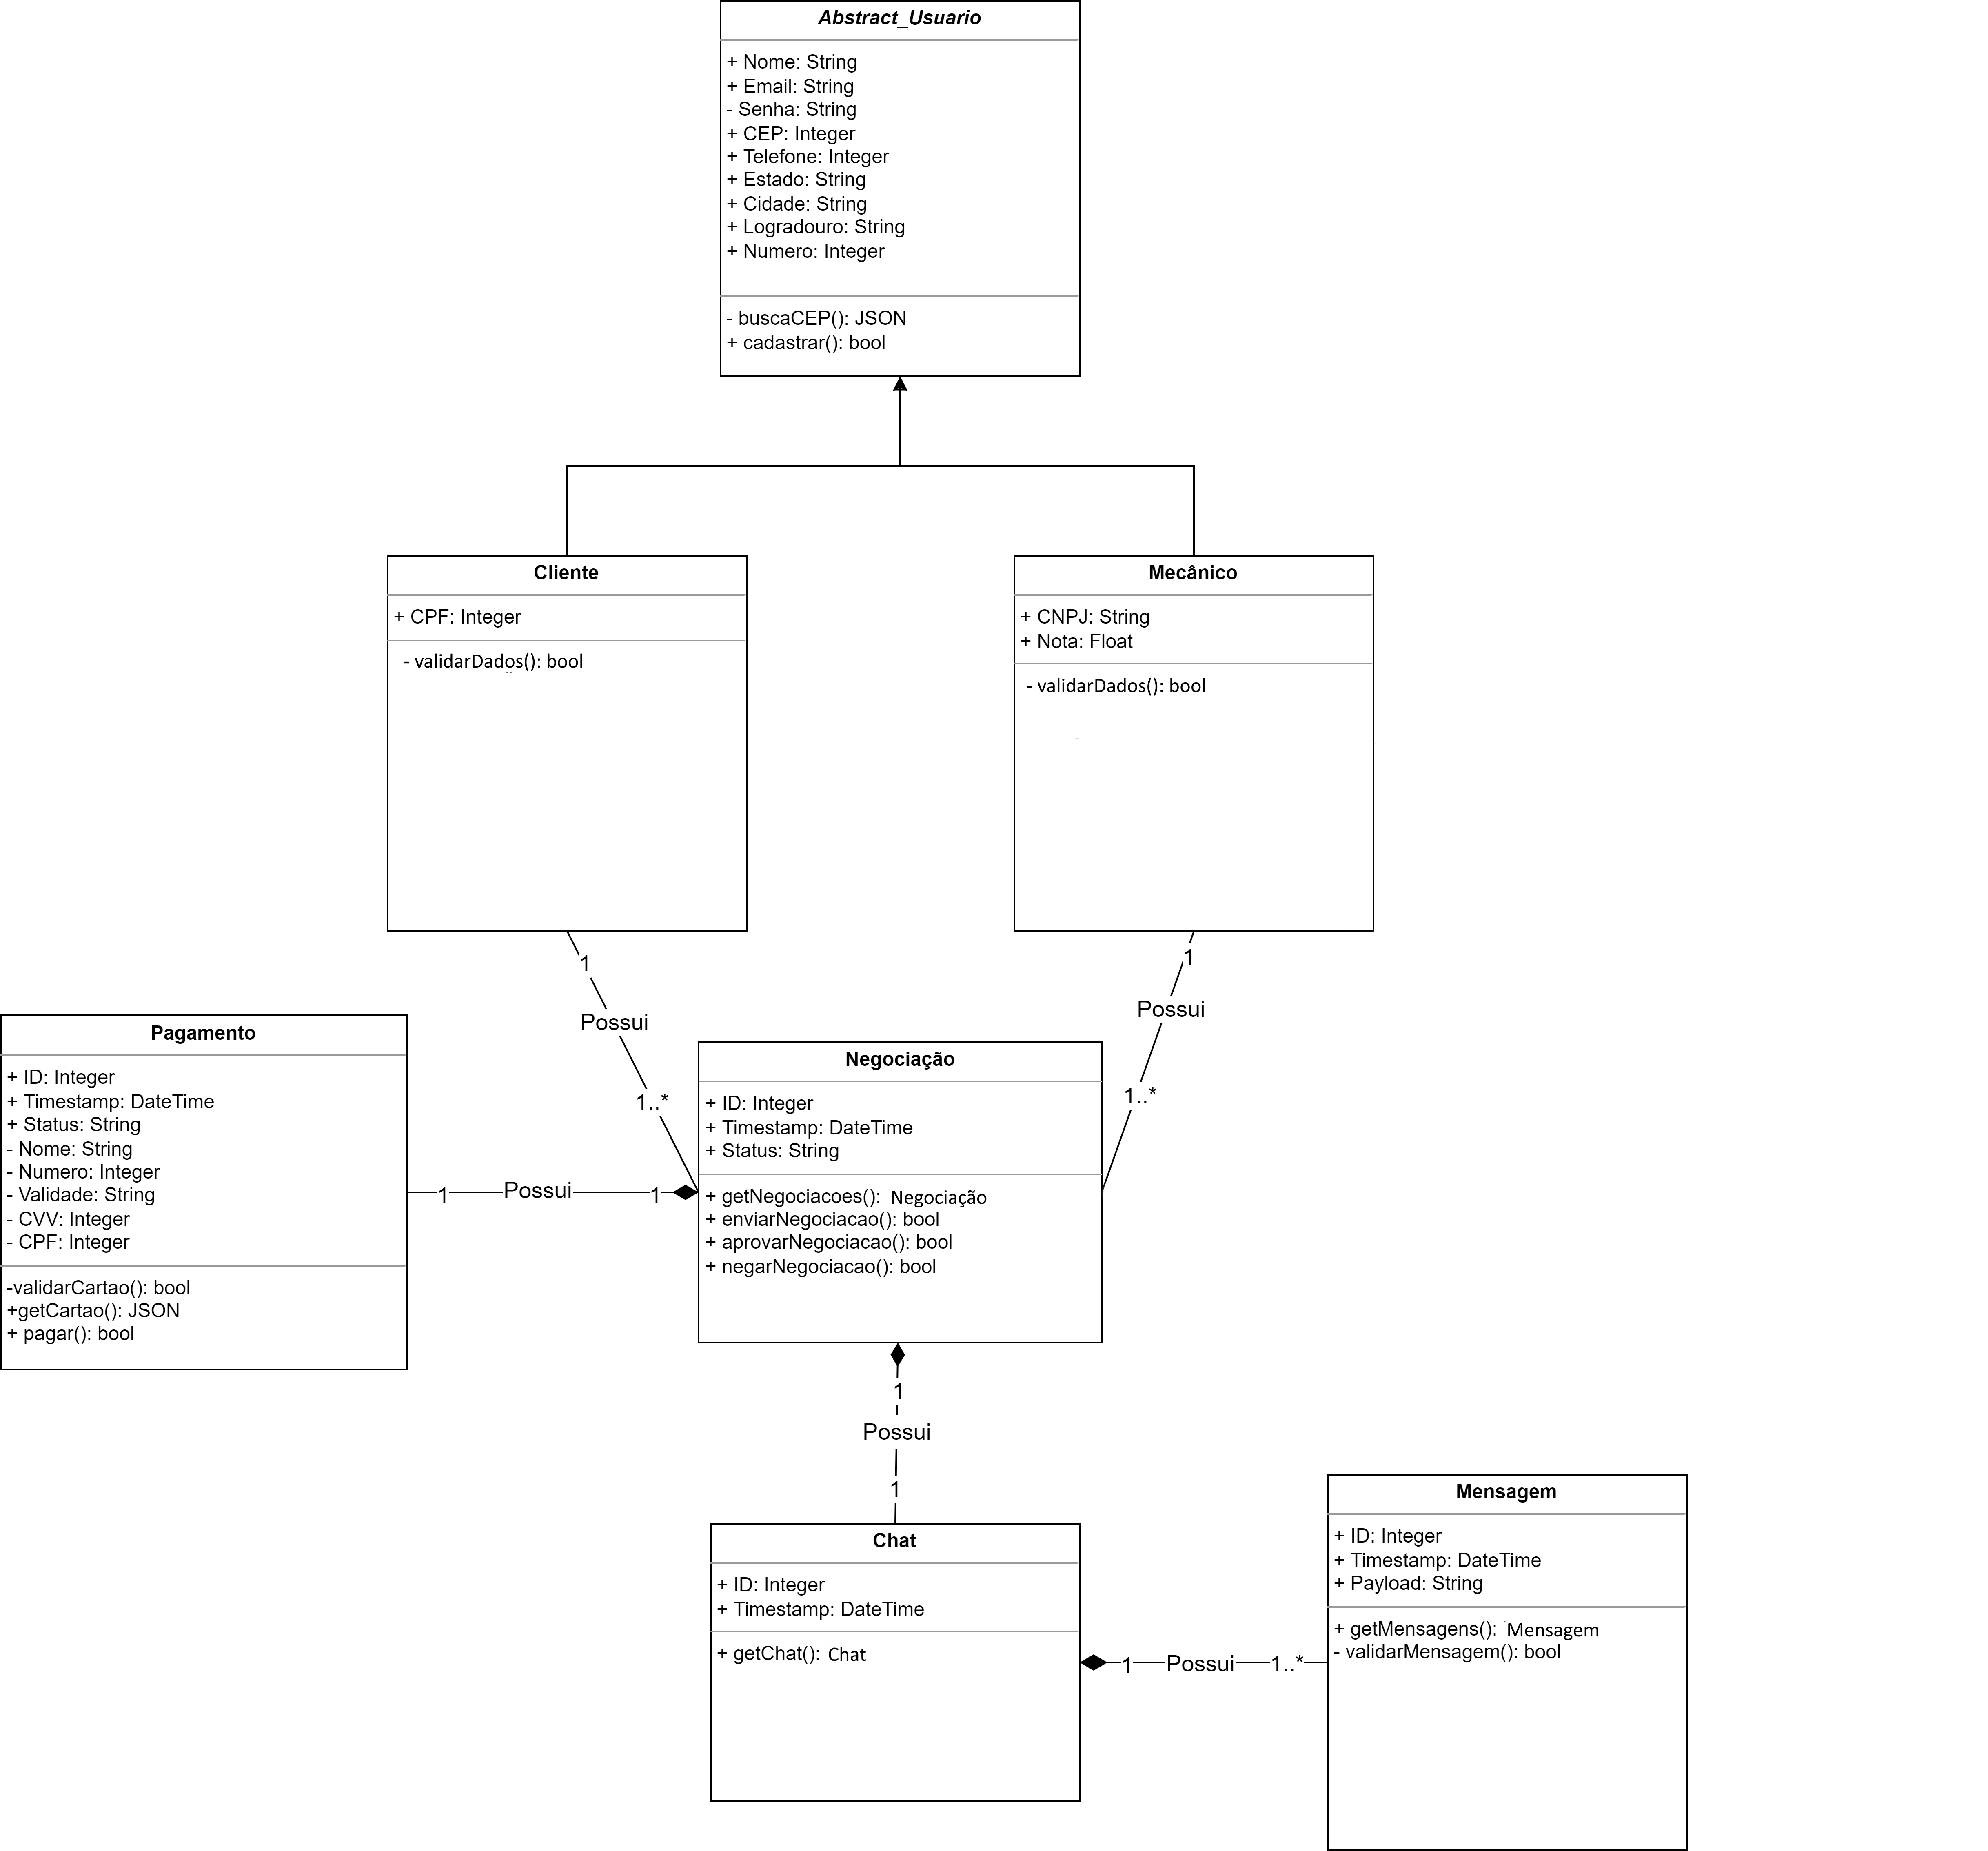 Abstract_Usuario
+ Nome: String
+ Email: String
- Senha: String
+ CEP: Integer
+ Telefone: Integer
+ Estado: String
+ Cidade: String
+ Logradouro: String
+ Numero: Integer
- buscaCEP(): JSON
+ cadastrar(): bool
Cliente
+ CPF: Integer
- validarDados(): bool
Mecânico
+ CNPJ: String
+ Nota: Float
- validarDados(): bool
1
Possui
1..*
1
Possui
1..*
Pagamento
+ ID: Integer
+ Timestamp: DateTime
+ Status: String
- Nome: String
- Numero: Integer
- Validade: String
- CVV: Integer
- CPF: Integer
-validarCartao(): bool
+getCartao(): JSON
+ pagar(): bool
1
Possui
1
Negociação
+ ID: Integer
+ Timestamp: DateTime
+ Status: String
+ getNegociacoes(): Negociação
+ enviarNegociacao(): bool
+ aprovarNegociacao(): bool
+ negarNegociacao(): bool
1
Possui
1
Chat
+ ID: Integer
+ Timestamp: DateTime
+ getChat(): Chat
1
Possui
1..*
Mensagem
+ ID: Integer
+ Timestamp: DateTime
+ Payload: String
+ getMensagens(): Mensagem
- validarMensagem(): bool